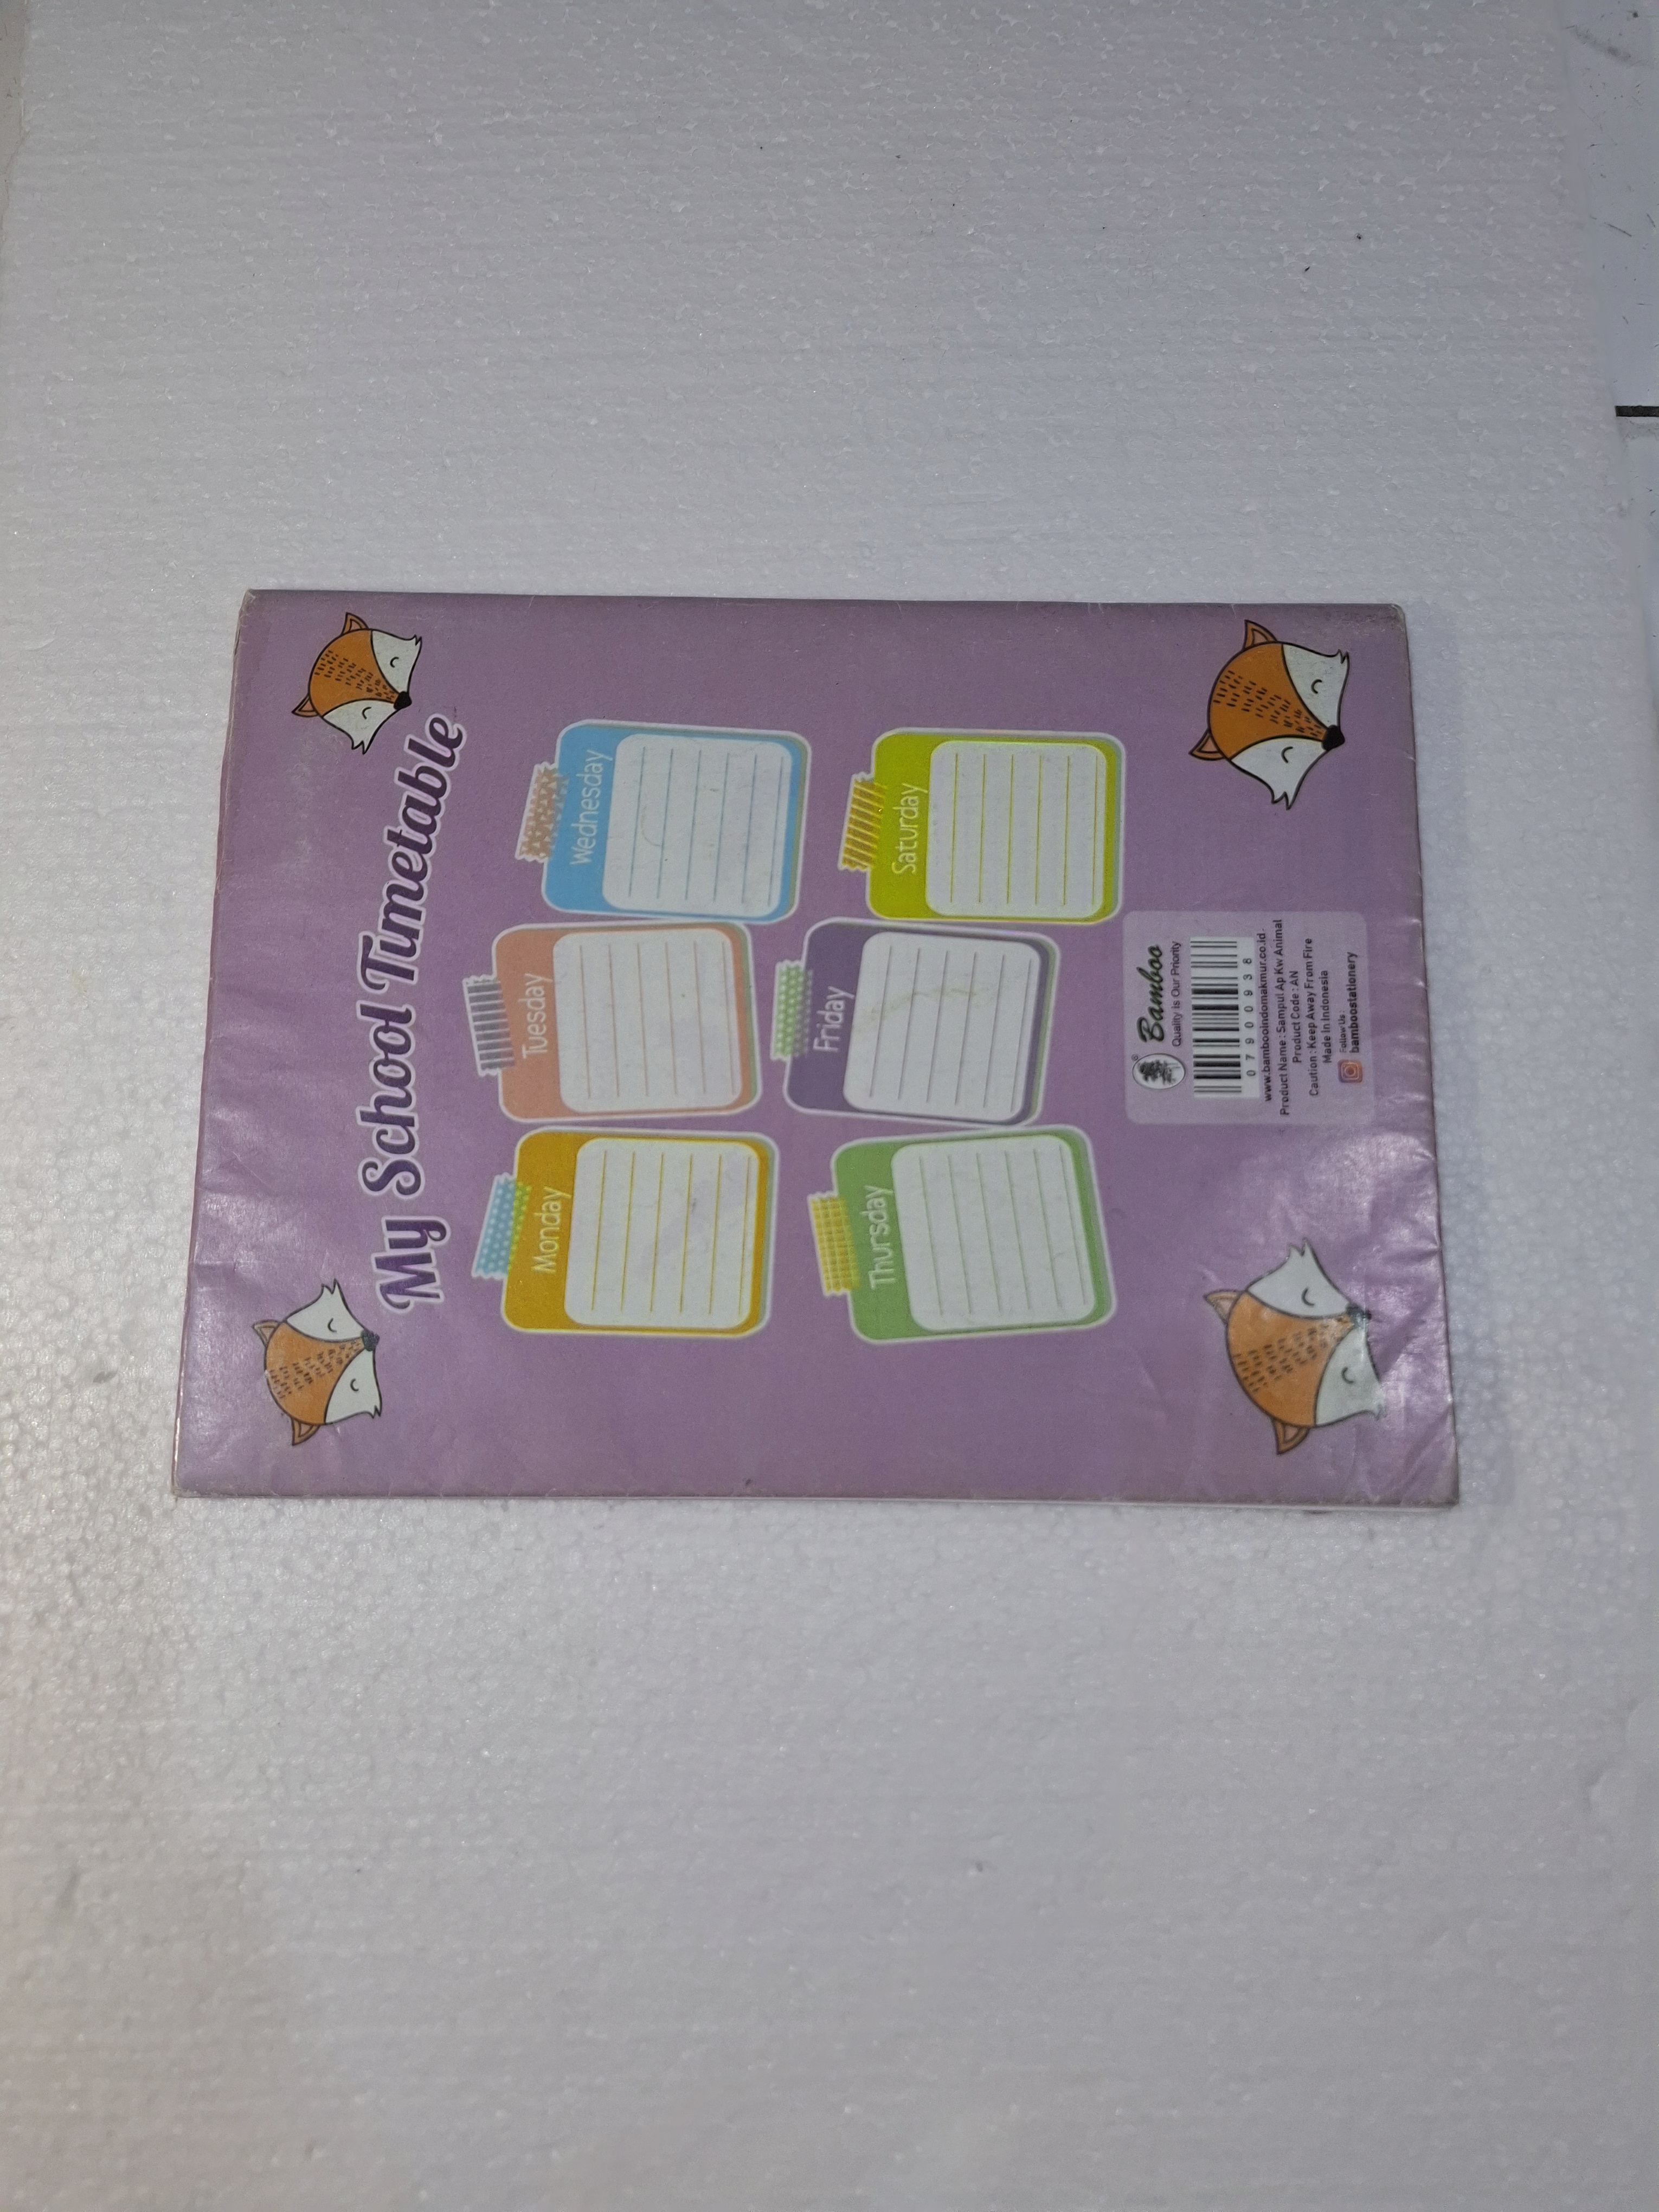 My School Timetable
Monday
Tuesday
Wednesday
Thursday
Friday
Saturday
Bamboo
Quality Is Our Priority
0 7 9 0 0 9 3 8
www.bambooindomakmur.co.id
Product Name : Sampul Ap Kw Animal
Product Code : AN
Caution : Keep Away From Fire
Made In Indonesia
Follow Us
bamboostationery